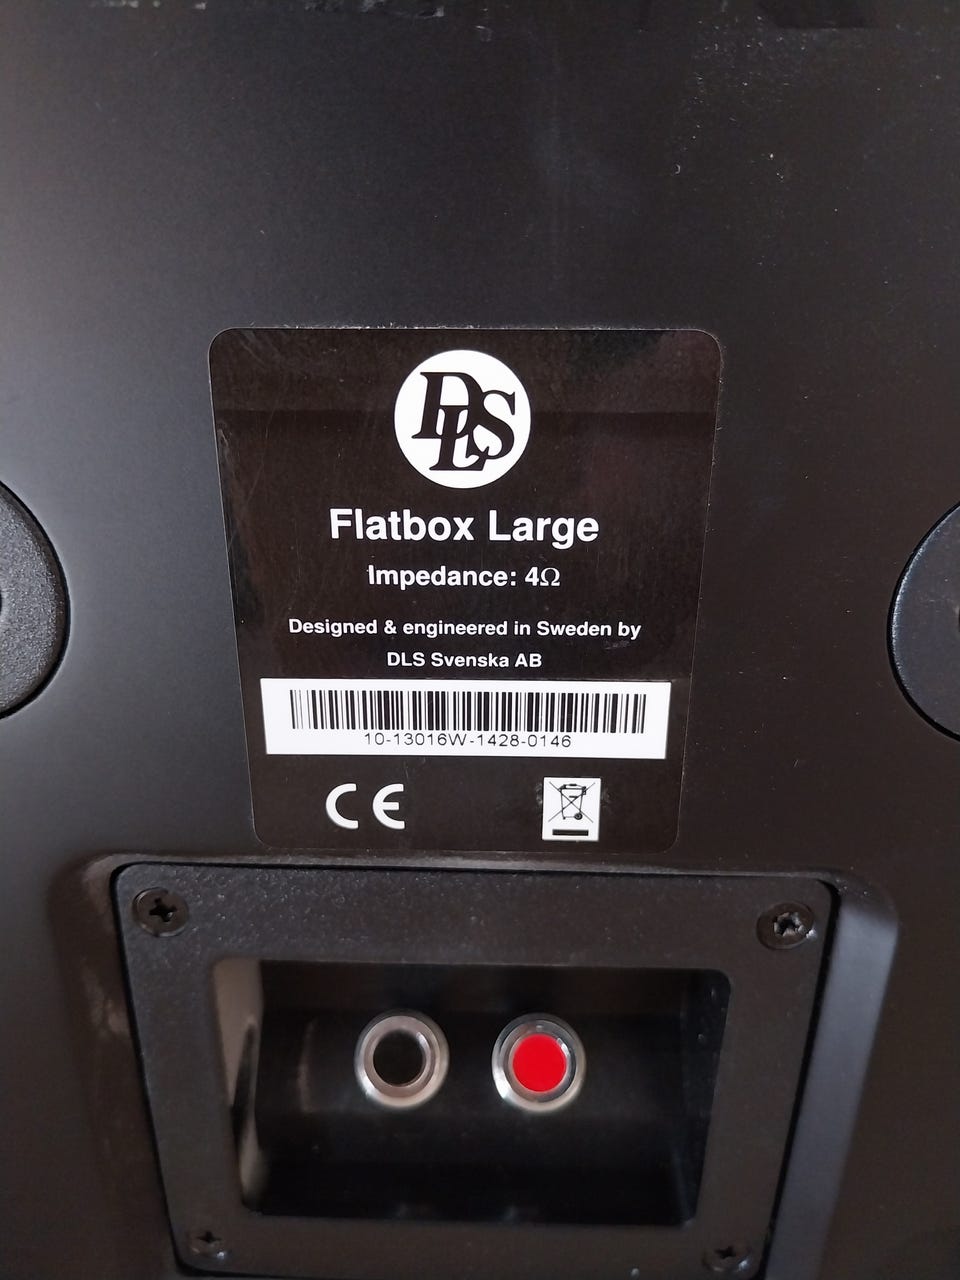 DLS
Flatbox Large
Impedance: 4Ω
Designed & engineered in Sweden by
DLS Svenska AB
10-13016W-1428-0146
CE